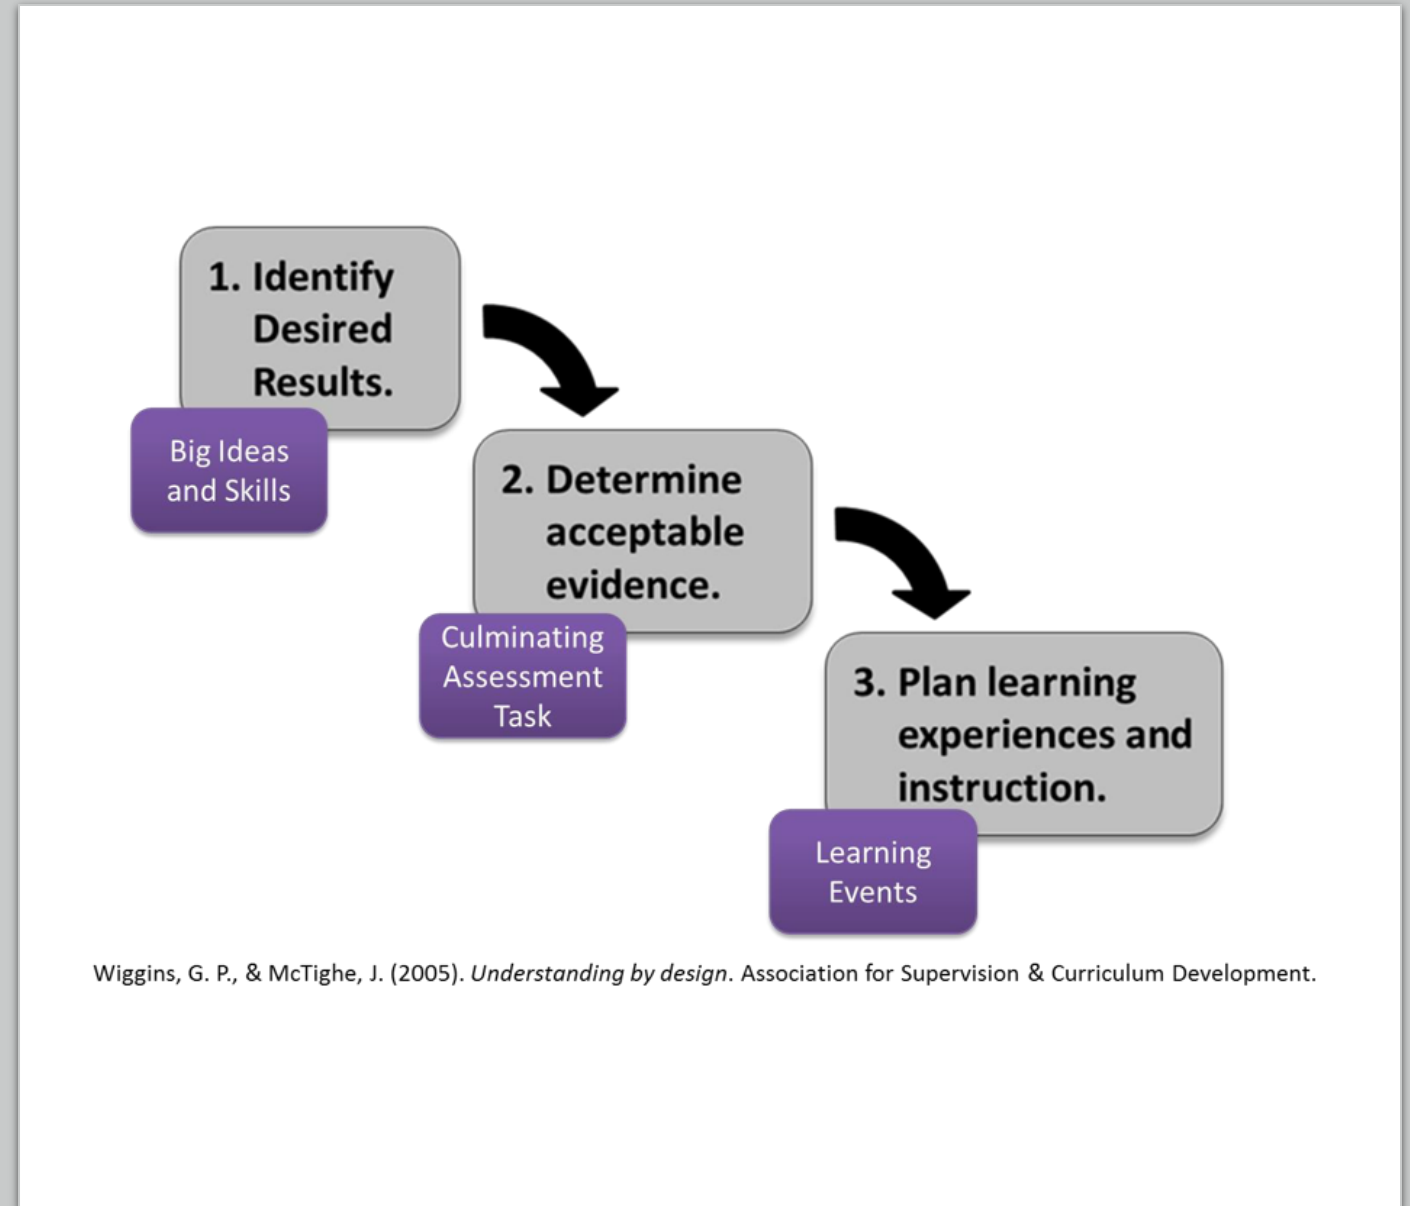 1. Identify
Desired
Results.
Big Ideas
and Skills
2. Determine
acceptable
evidence.
Culminating
Assessment
Task
3. Plan learning
experiences and
instruction.
Learning
Events
Wiggins, G. P., & McTighe, J. (2005). Understanding by design. Association for Supervision & Curriculum Development.